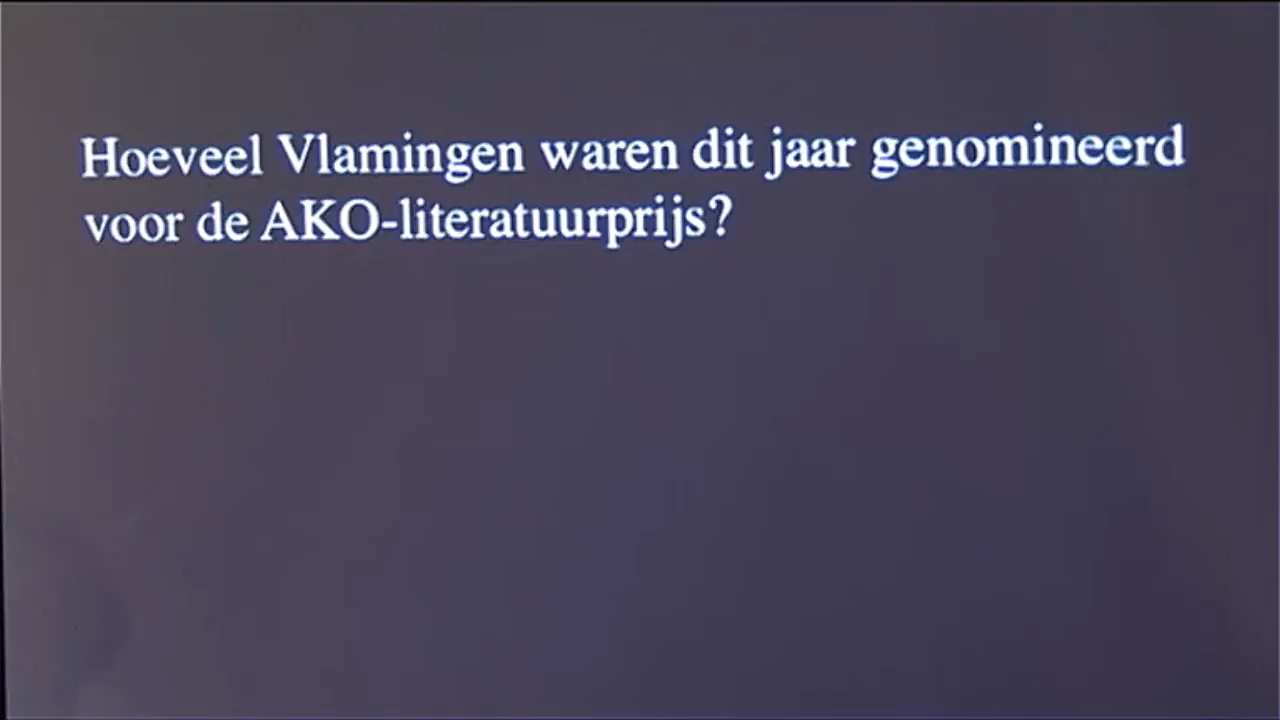 Hoeveel Vlamingen waren dit jaar genomineerd
voor de AKO-literatuurprijs?